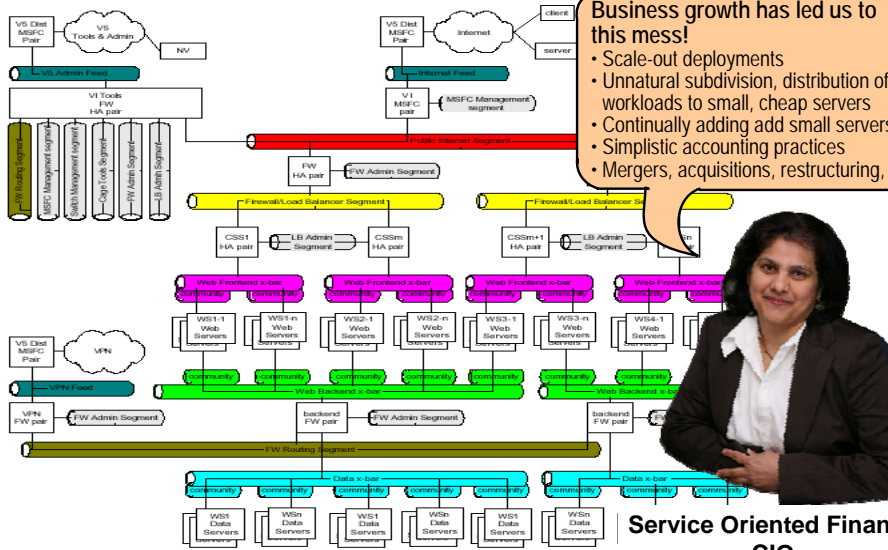 V5 Dist
MSFC
Pair
V5
Tools & Admin
NV
V5 Admin Feed
VI Tools
FW
HA pair
FW Routing Segment
MSFC Management segment
Switch Management segment
Cage Tools Segment
FW Admin Segment
LB Admin Segment
V5 Dist
MSFC
Pair
Internet
client
server
Internet Feed
VI
MSFC
pair
MSFC Management
segment
Public Internet Segment
FW
HA pair
FW Admin Segment
Business growth has led us to
this mess!
• Scale-out deployments
• Unnatural subdivision, distribution of
workloads to small, cheap servers
• Continually adding add small servers
• Simplistic accounting practices
• Mergers, acquisitions, restructuring,
Firewall/Load Balancer Segment
Firewall/Load Balancer Se
CSS1
HA pair
LB Admin
Segment
CSSm
HA pair
CSSm+1
HA pair
LB Admin
Segment
n
pair
Web Frontend x-bar
Web Frontend x-bar
Web Frontend x-bar
Web Frontend x-bar
community
community
community
community
community
community
community
community
WS1-1
Web
Servers
WS1-n
Web
Servers
WS2-1
Web
Servers
WS2-n
Web
Servers
WS3-1
Web
Servers
WS3-n
Web
Servers
WS4-1
Web
Servers
V5 Dist
MSFC
Pair
VPN
VPN Feed
VPN
FW pair
FW Admin Segment
community
community
community
community
community
community
community
Web Backend x-bar
Web Backend x-ba
backend
FW pair
FW Admin Segment
backend
FW pair
FW Routing Segment
Data x-bar
Data x-bar
community
community
community
community
community
community
community
community
WS1
Data
Servers
WSn
Data
Servers
WS1
Data
Servers
WSn
Data
Servers
WS1
Data
Servers
WSn
Data
Servers
Service Oriented Finan
CIO